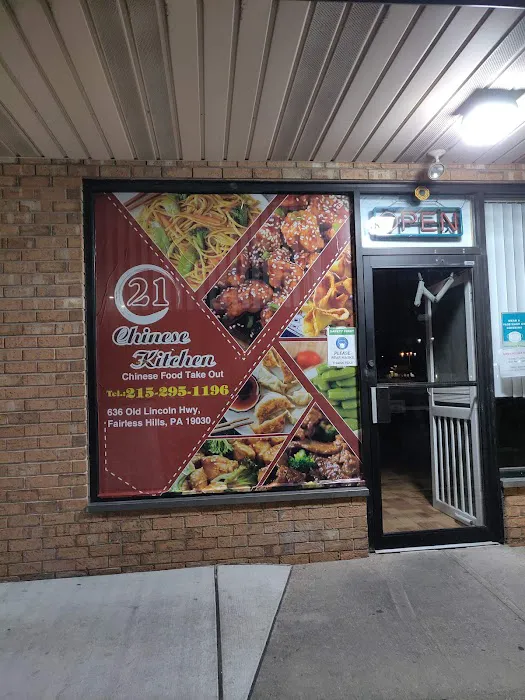 OPEN
21
Chinese
Kitchen
Chinese Food Take Out
Tel.:215-295-1196
636 Old Lincoln Hwy,
Fairless Hills, PA 19030
PLEASE